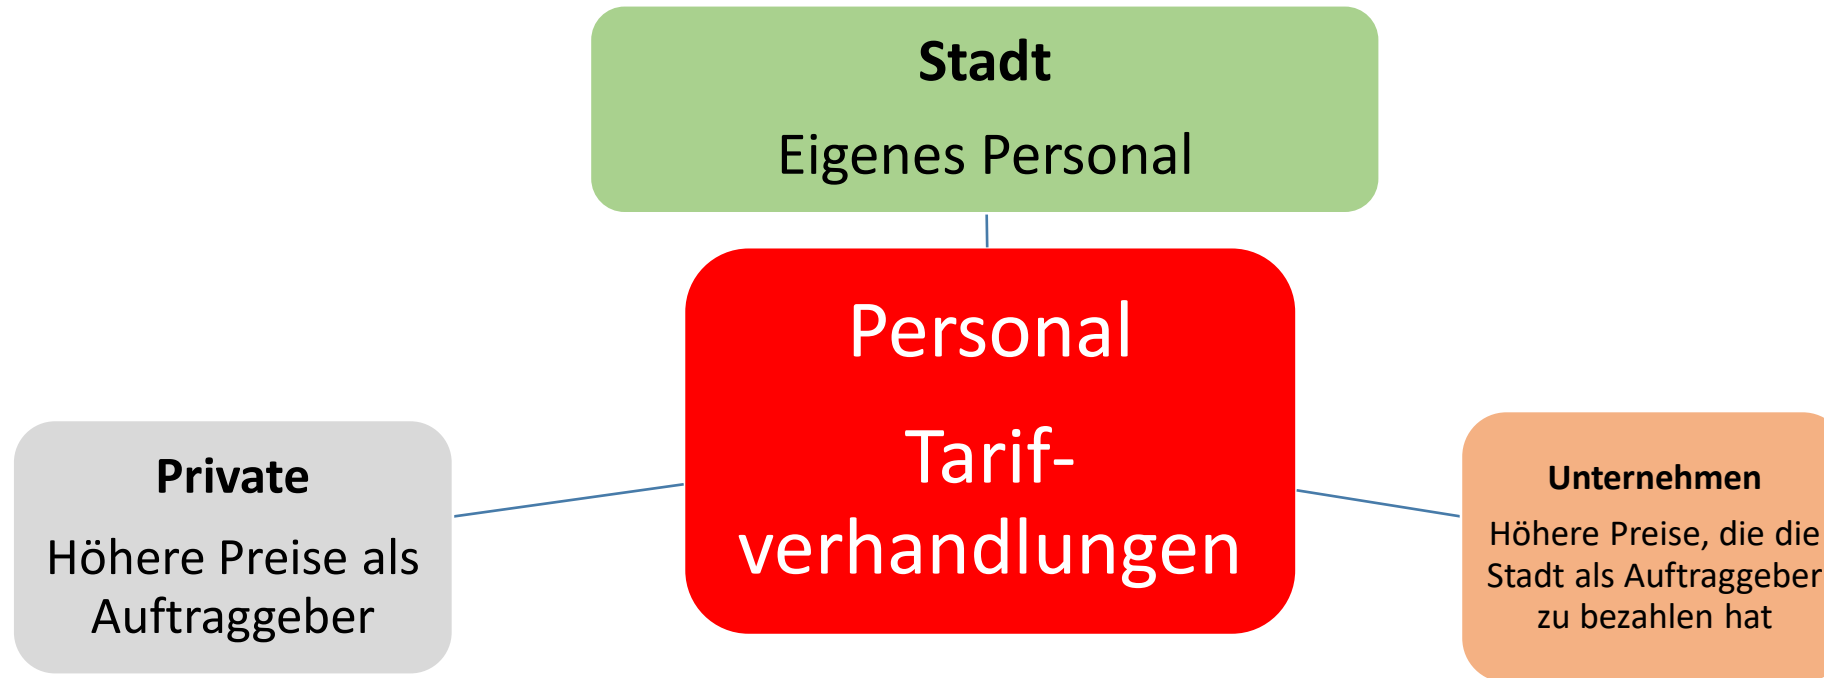 Stadt
Eigenes Personal
Personal
Tarif-
verhandlungen
Private
Höhere Preise als
Auftraggeber
Unternehmen
Höhere Preise, die die
Stadt als Auftraggeber
zu bezahlen hat